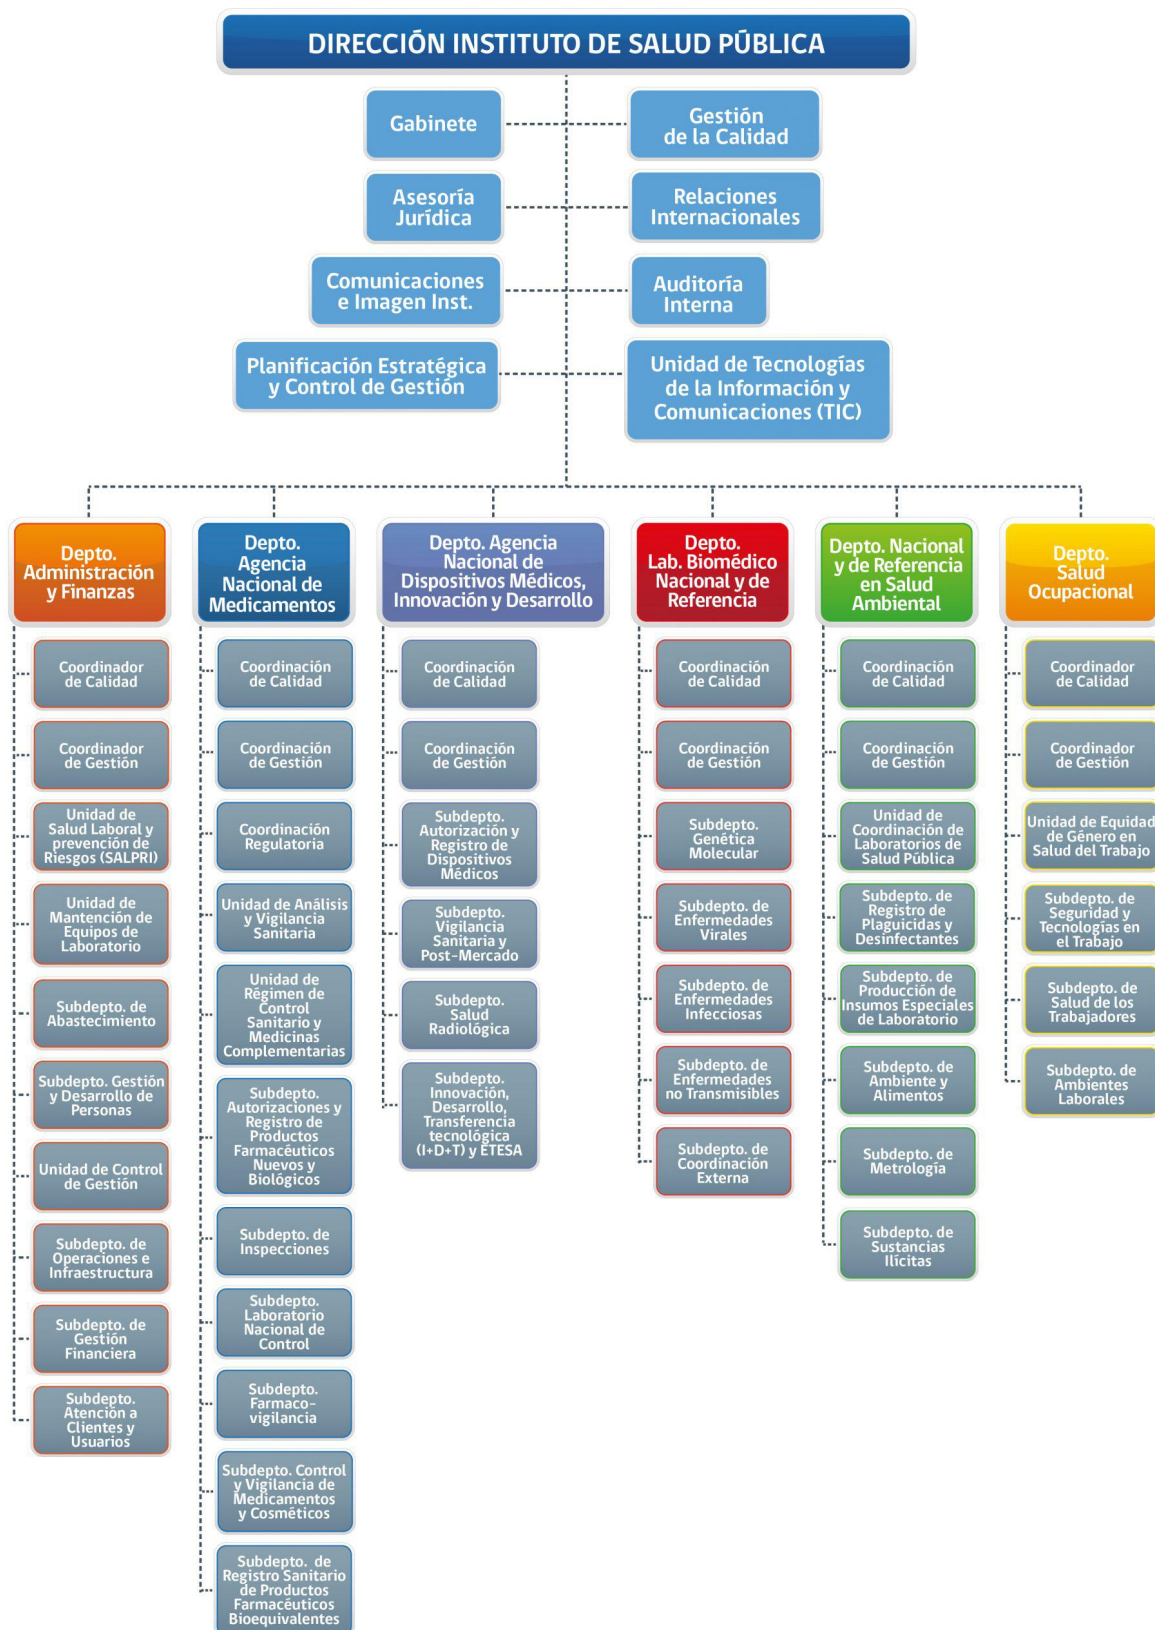 DIRECCIÓN INSTITUTO DE SALUD PÚBLICA
Gabinete
Gestión
de la Calidad
Asesoría
Jurídica
Relaciones
Internacionales
Comunicaciones
e Imagen Inst.
Auditoría
Interna
Planificación Estratégica
y Control de Gestión
Unidad de Tecnologías
de la Información y
Comunicaciones (TIC)
Depto.
Administración
y Finanzas
Coordinador
de Calidad
Coordinador
de Gestión
Unidad de
Salud Laboral y
prevención de
Riesgos (SALPRI)
Unidad de
Mantención de
Equipos de
Laboratorio
Subdepto. de
Abastecimiento
Subdepto. Gestión
y Desarrollo de
Personas
Unidad de Control
de Gestión
Subdepto. de
Operaciones e
Infraestructura
Subdepto. de
Gestión
Financiera
Subdepto.
Atención a
Clientes y
Usuarios
Depto.
Agencia
Nacional de
Medicamentos
Coordinación
de Calidad
Coordinación
de Gestión
Coordinación
Regulatoria
Unidad de Análisis
y Vigilancia
Sanitaria
Unidad de
Régimen de
Control
Sanitario y
Medicinas
Complementarias
Subdepto.
Autorizaciones y
Registro de
Productos
Farmacéuticos
Nuevos y
Biológicos
Subdepto. de
Inspecciones
Subdepto.
Laboratorio
Nacional de
Control
Subdepto.
Farmaco-
vigilancia
Subdepto. Control
y Vigilancia de
Medicamentos
y Cosméticos
Subdepto. de
Registro Sanitario
de Productos
Farmacéuticos
Bioequivalentes
Depto. Agencia
Nacional de
Dispositivos Médicos,
Innovación y Desarrollo
Coordinación
de Calidad
Coordinación
de Gestión
Subdepto.
Autorización y
Registro de
Dispositivos
Médicos
Subdepto.
Vigilancia
Sanitaria y
Post-Mercado
Subdepto.
Salud
Radiológica
Subdepto.
Innovación,
Desarrollo,
Transferencia
tecnológica
(I+D+T) y ETESA
Depto.
Lab. Biomédico
Nacional y de
Referencia
Coordinación
de Calidad
Coordinación
de Gestión
Subdepto.
Genética
Molecular
Subdepto. de
Enfermedades
Virales
Subdepto. de
Enfermedades
Infecciosas
Subdepto. de
Enfermedades
no Transmisibles
Subdepto. de
Coordinación
Externa
Depto. Nacional
y de Referencia
en Salud
Ambiental
Coordinación
de Calidad
Coordinación
de Gestión
Unidad de
Coordinación de
Laboratorios de
Salud Pública
Subdepto. de
Registro de
Plaguicidas y
Desinfectantes
Subdepto. de
Producción de
Insumos Especiales
de Laboratorio
Subdepto. de
Ambiente y
Alimentos
Subdepto. de
Metrología
Subdepto. de
Sustancias
Ilícitas
Depto.
Salud
Ocupacional
Coordinador
de Calidad
Coordinador
de Gestión
Unidad de Equidad
de Género en
Salud del Trabajo
Subdepto. de
Seguridad y
Tecnologías en
el Trabajo
Subdepto. de
Salud de los
Trabajadores
Subdepto. de
Ambientes
Laborales